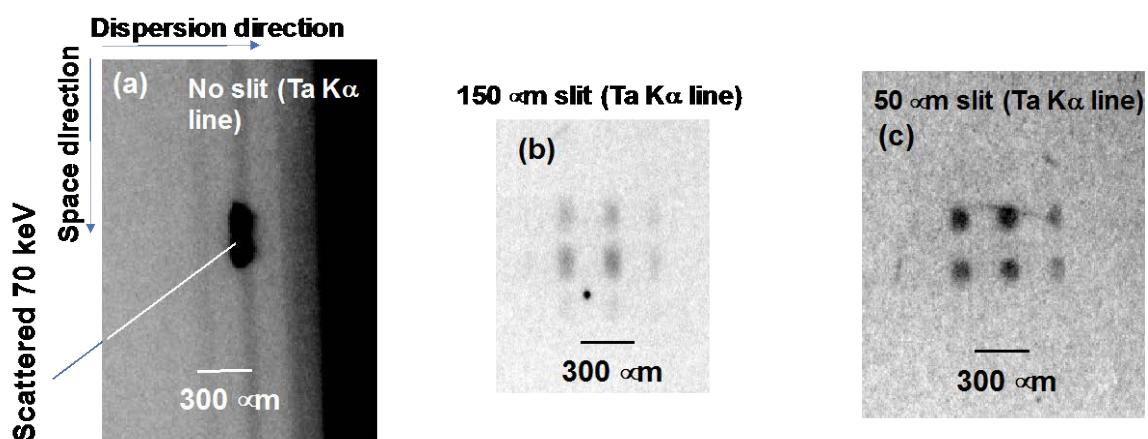 Dispersion direction
Space direction
Scattered 70 keV
(a)
No slit (Ta Kα
line)
300 ∝m
150 ∝m slit (Ta Kα line)
(b)
300 ∝m
50 ∝m slit (Ta Kα line)
(c)
300 ∝m